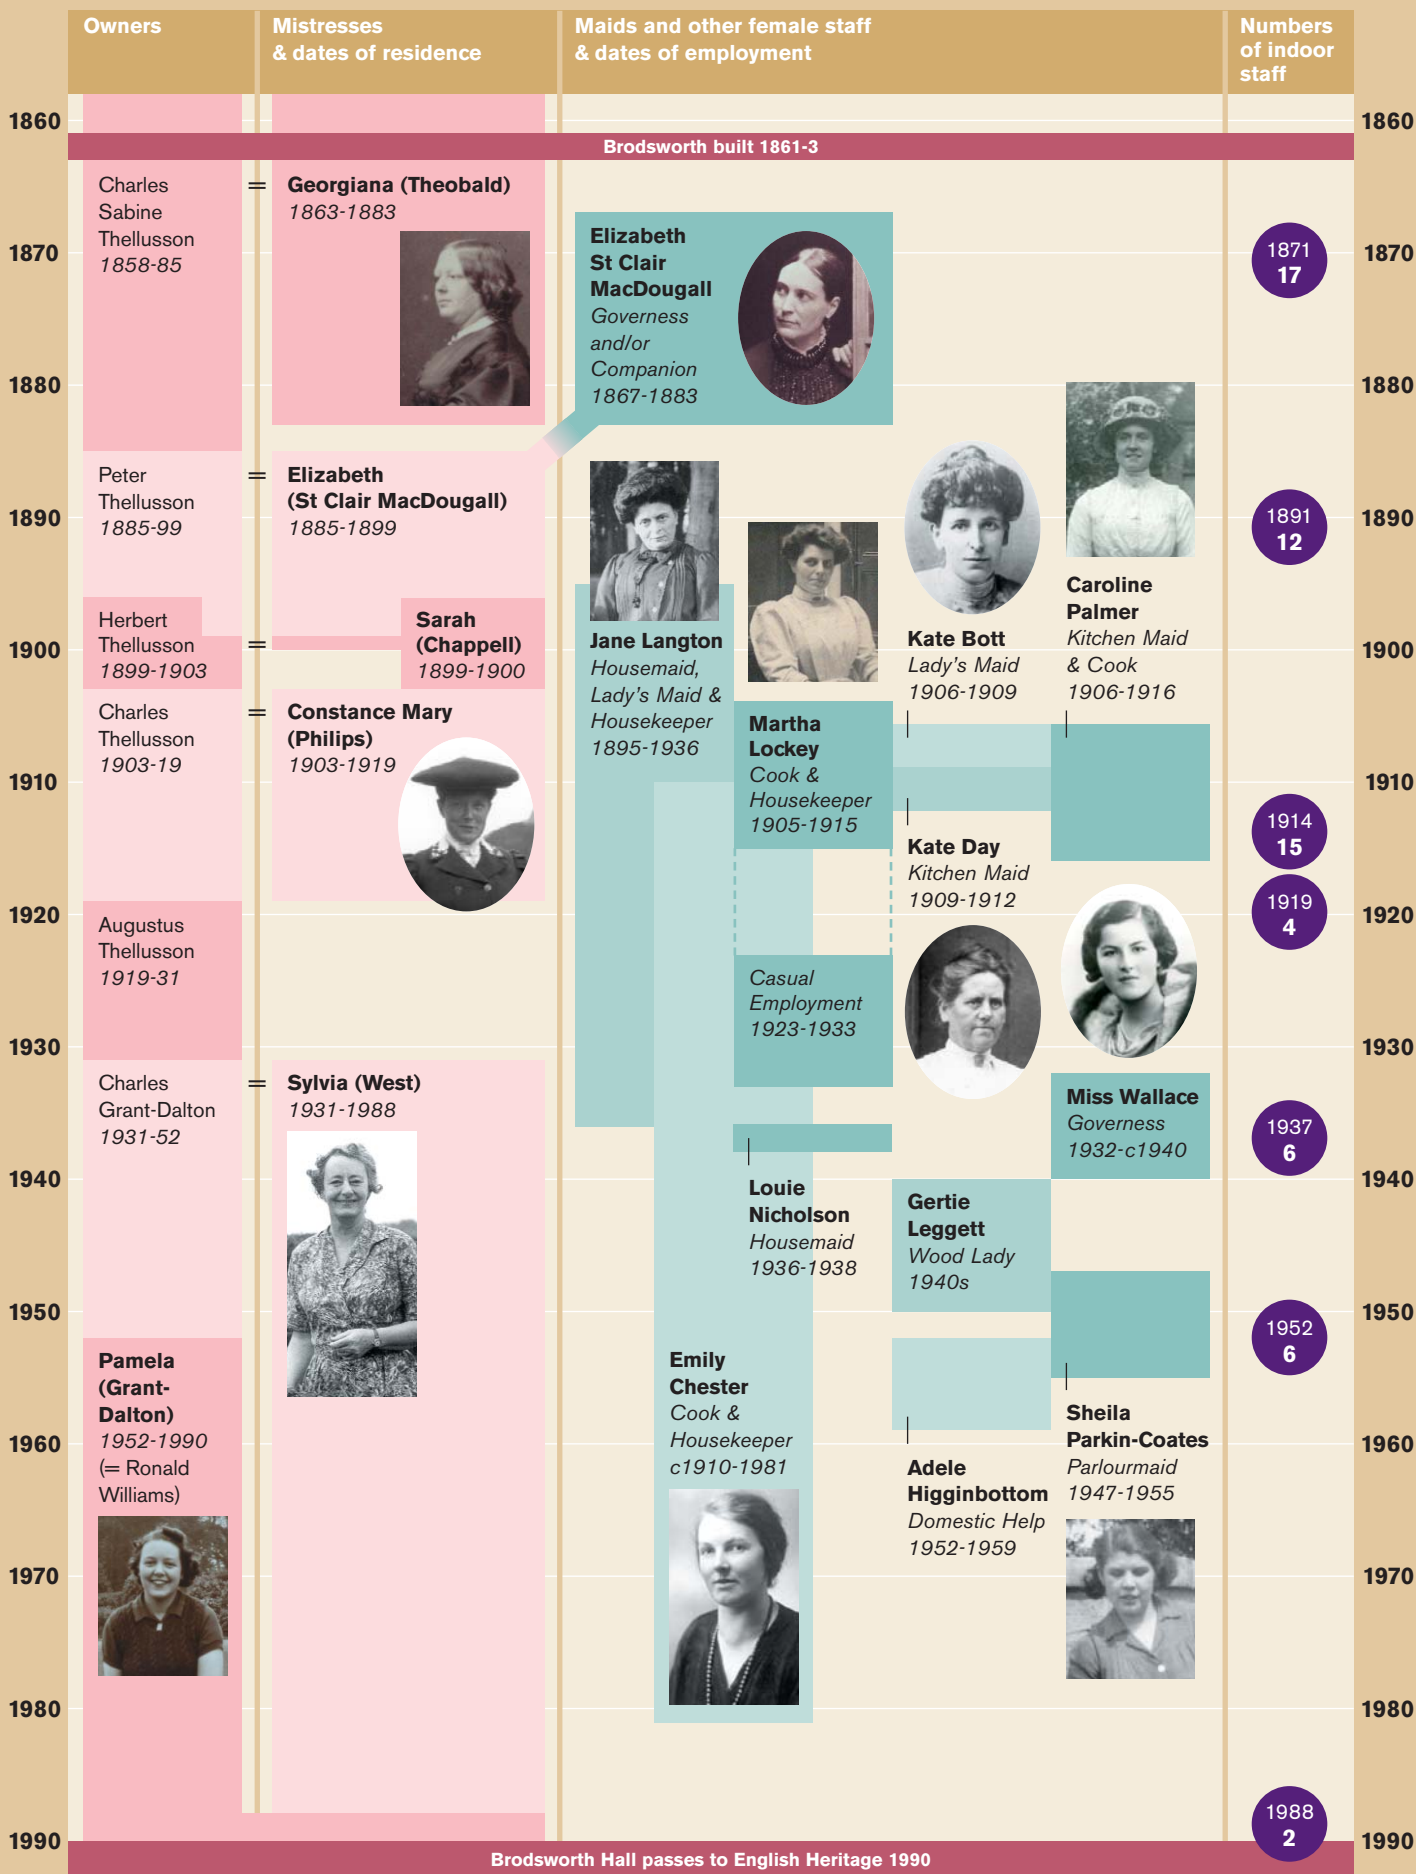 Owners
Mistresses
& dates of residence
Maids and other female staff
& dates of employment
Numbers
of indoor
staff
1860
1860
Brodsworth built 1861-3
Charles
Sabine
Thellusson
1858-85
=
Georgiana (Theobald)
1863-1883
Elizabeth
St Clair
MacDougall
Governess
and/or
Companion
1867-1883
1871
17
1870
1870
1880
1880
Peter
Thellusson
1885-99
=
Elizabeth
(St Clair MacDougall)
1885-1899
1890
1890
1891
12
Herbert
Thellusson
1899-1903
=
Sarah
(Chappell)
1899-1900
Jane Langton
Housemaid,
Lady's Maid &
Housekeeper
1895-1936
Kate Bott
Lady's Maid
1906-1909
Caroline
Palmer
Kitchen Maid
& Cook
1906-1916
1900
1900
Charles
Thellusson
1903-19
=
Constance Mary
(Philips)
1903-1919
Martha
Lockey
Cook &
Housekeeper
1905-1915
1910
1910
Kate Day
Kitchen Maid
1909-1912
1914
15
1919
4
1920
1920
Augustus
Thellusson
1919-31
Casual
Employment
1923-1933
1930
1930
Charles
Grant-Dalton
1931-52
=
Sylvia (West)
1931-1988
Miss Wallace
Governess
1932-c1940
1937
6
1940
1940
Louie
Nicholson
Housemaid
1936-1938
Gertie
Leggett
Wood Lady
1940s
1950
1950
1952
6
Pamela
(Grant-
Dalton)
1952-1990
(= Ronald
Williams)
Emily
Chester
Cook &
Housekeeper
c1910-1981
Sheila
Parkin-Coates
Parlourmaid
1947-1955
1960
1960
Adele
Higginbottom
Domestic Help
1952-1959
1970
1970
1980
1980
1988
2
1990
1990
Brodsworth Hall passes to English Heritage 1990